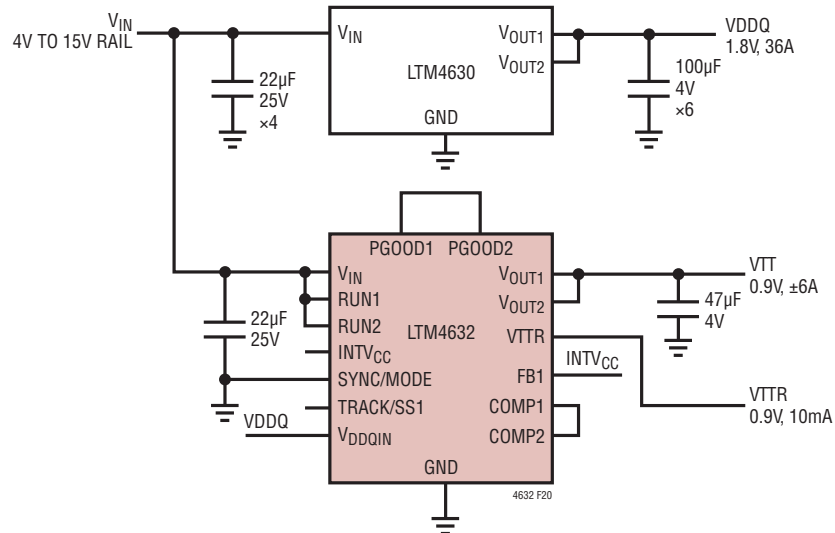 VIN
4V TO 15V RAIL
22µF
25V
×4
VIN
LTM4630
GND
VOUT1
VOUT2
100µF
4V
×6
VDDQ
1.8V, 36A
PGOOD1 PGOOD2
VIN
RUN1
RUN2
INTVCC
SYNC/MODE
TRACK/SS1
VDDQIN
LTM4632
GND
VOUT1
VOUT2
VTTR
FB1
COMP1
COMP2
22µF
25V
VDDQ
INTVCC
47µF
4V
VTT
0.9V, ±6A
VTTR
0.9V, 10mA
4632 F20